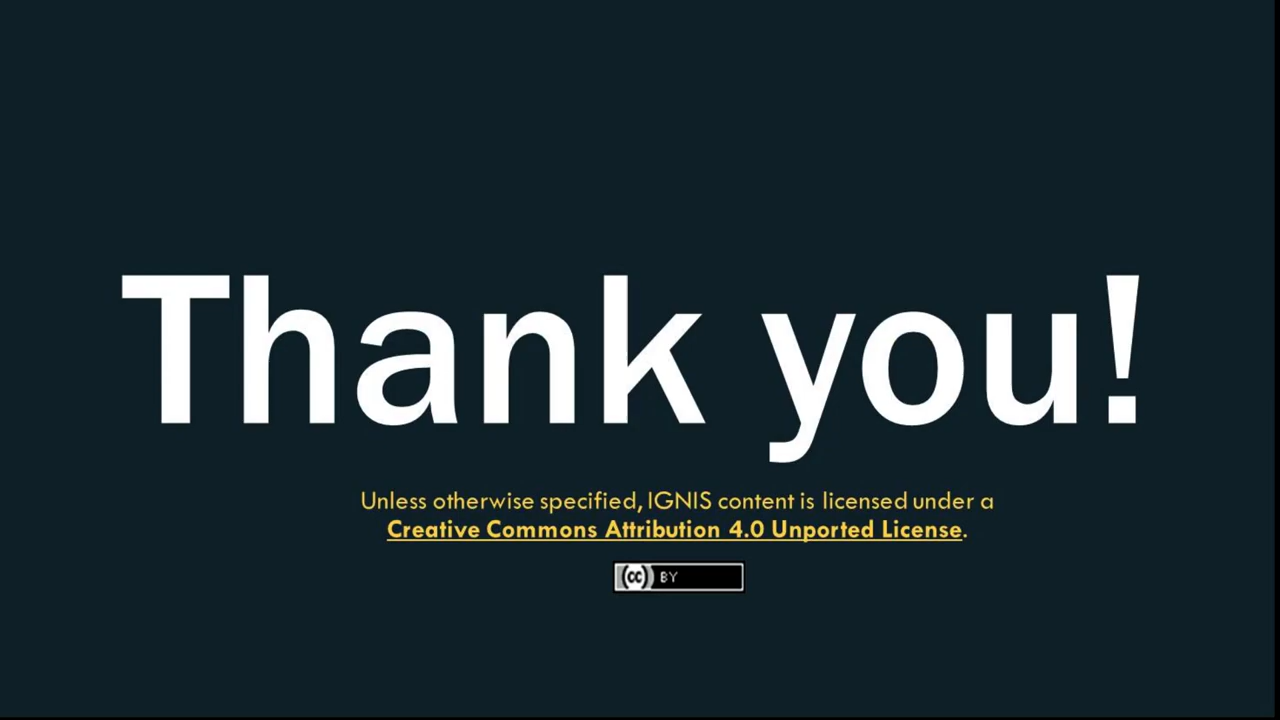 Thank you!
Unless otherwise specified, IGNIS content is licensed under a
Creative Commons Attribution 4.0 Unported License.
cc BY